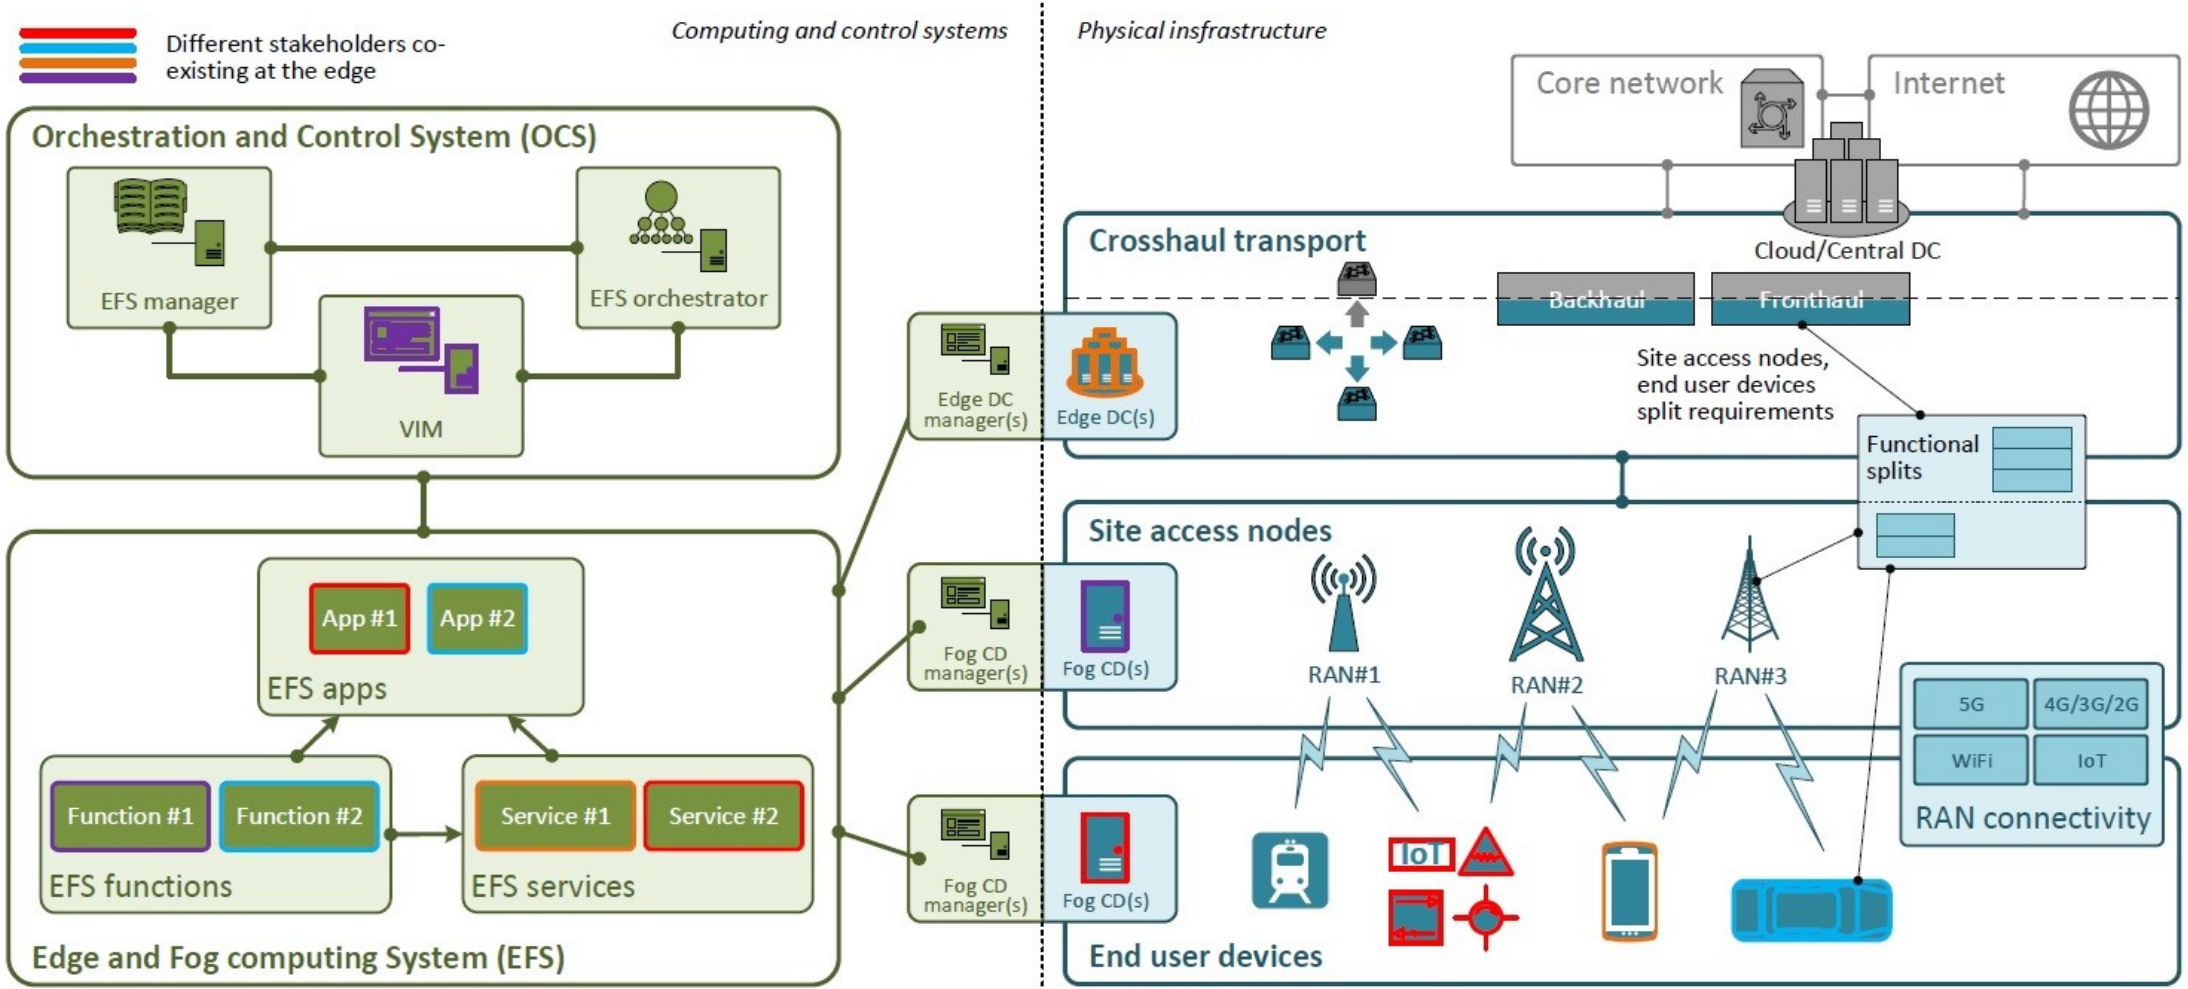 Different stakeholders co-
existing at the edge
Computing and control systems
Physical insfrastructure
Core network
Internet
Orchestration and Control System (OCS)
EFS manager
EFS orchestrator
VIM
Crosshaul transport
Cloud/Central DC
Backhaul
Fronthaul
Edge DC
manager(s)
Edge DC(s)
Site access nodes,
end user devices
split requirements
Functional
splits
App #1
App #2
EFS apps
Function #1
Function #2
EFS functions
Service #1
Service #2
EFS services
Edge and Fog computing System (EFS)
Fog CD
manager(s)
Fog CD(s)
Site access nodes
RAN#1
RAN#2
RAN#3
5G
4G/3G/2G
WiFi
IoT
RAN connectivity
Fog CD
manager(s)
Fog CD(s)
IoT
End user devices